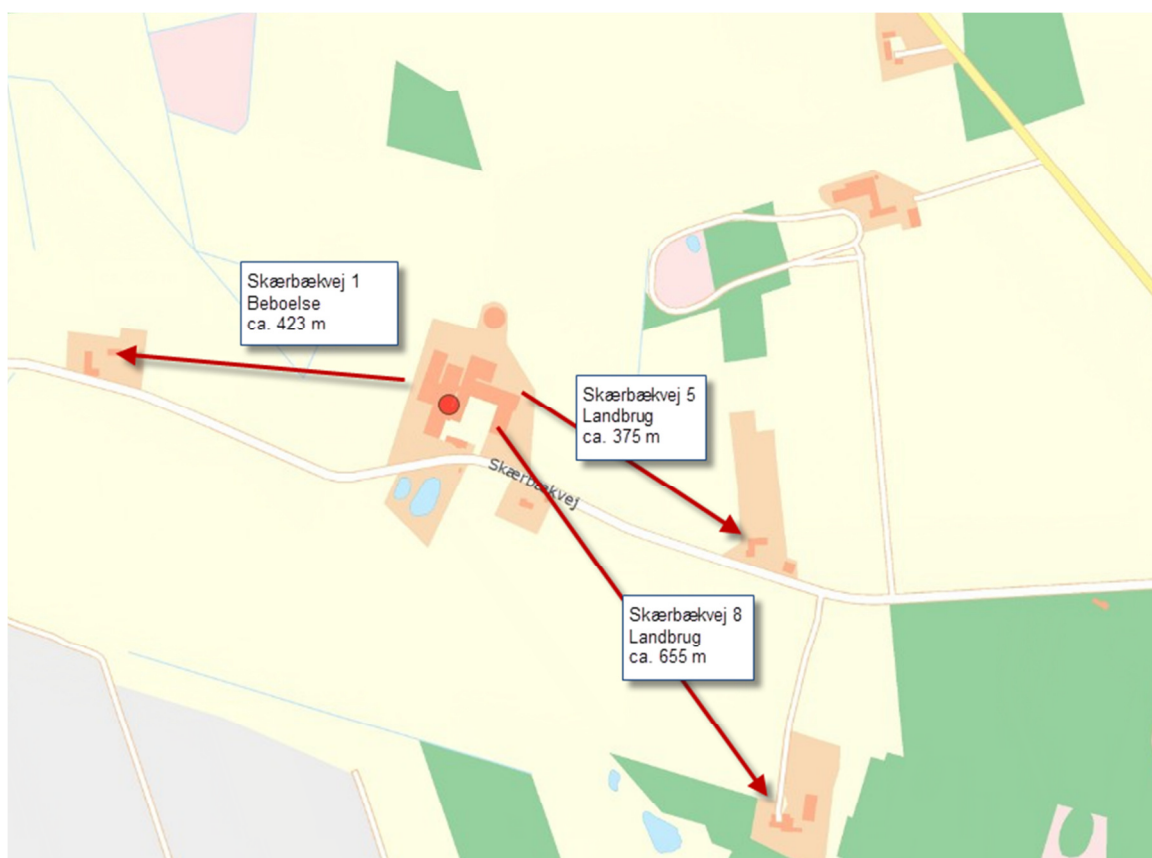 Skærbækvej 1
Beboelse
ca. 423 m
Skærbækvej 5
Landbrug
ca. 375 m
Skærbækvej
Skærbækvej 8
Landbrug
ca. 655 m